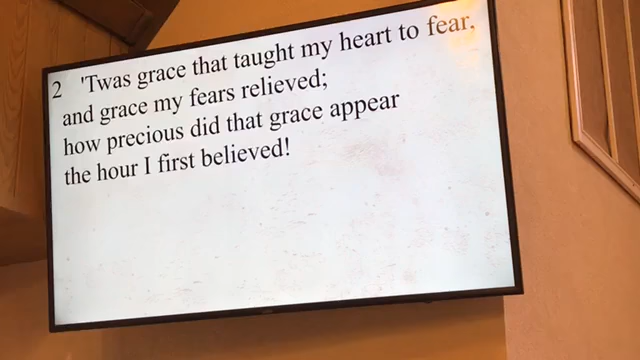 2 'Twas grace that taught my heart to fear,
and grace my fears relieved;
how precious did that grace appear
the hour I first believed!